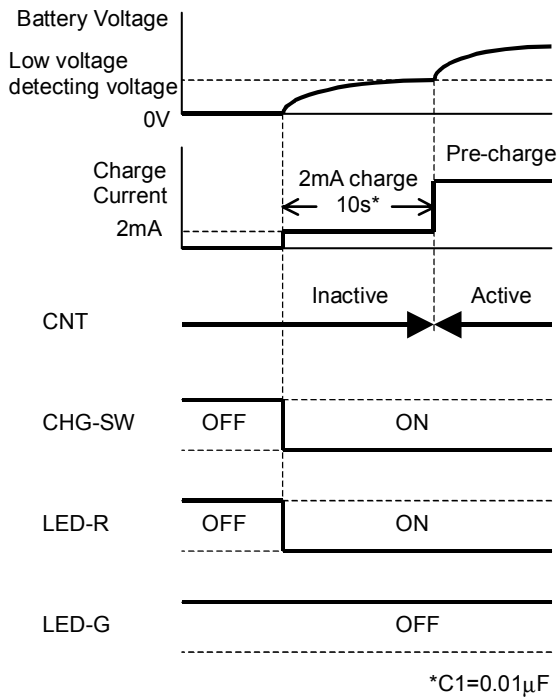 Battery Voltage
Low voltage
detecting voltage
0V
Pre-charge
Charge
Current
2mA charge
10s*
2mA
Inactive
Active
CNT
CHG-SW
OFF
ON
LED-R
OFF
ON
LED-G
OFF
*C1=0.01μF